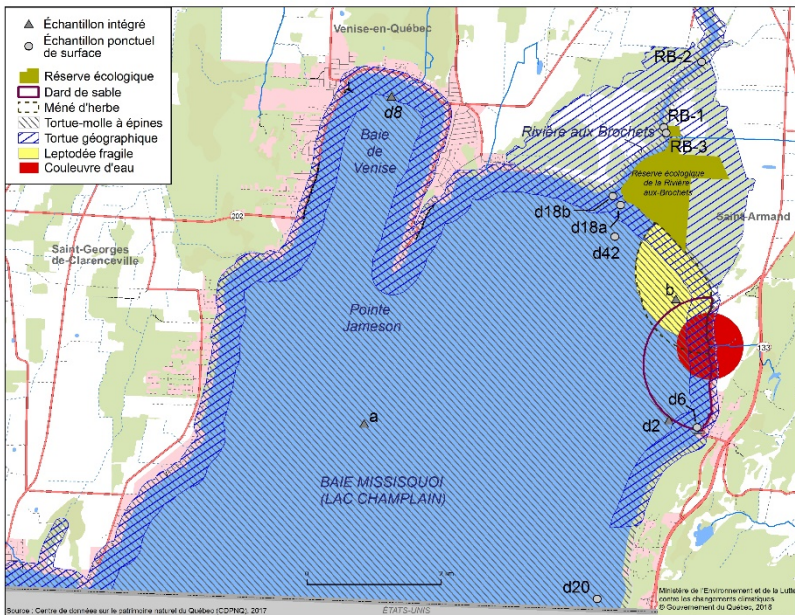 Échantillon intégré
Échantillon ponctuel
de surface
Réserve écologique
Dard de sable
Méné d'herbe
Tortue-molle à épines
Tortue géographique
Leptodée fragile
Couleuvre d'eau
Venise-en-Québec
d8
Baie
de
Venise
RB-2
RB-1
Rivière aux Brochets
RB-3
Réserve écologique
de la Rivière
aux-Brochets
Saint-Armand
d18b
d18a
d42
202
Saint-Georges
de-Clarenceville
b
Pointe
Jameson
133
d6
d2
a
BAIE MISSISQUOI
(LAC CHAMPLAIN)
0
2 km
d20
Ministère de l'Environnement et de la Lutte
contre les changements climatiques
© Gouvernement du Québec, 2018
Source : Centre de données sur le patrimoine naturel du Québec (CDPNQ), 2017
ÉTATS-UNIS